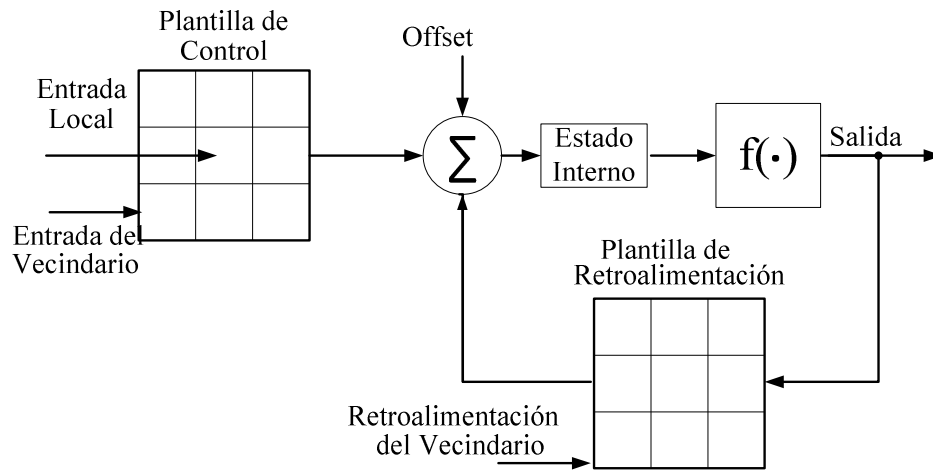 Plantilla de
Control
Offset
Entrada
Local
Σ
Estado
Interno
f(·)
Salida
Entrada del
Vecindario
Plantilla de
Retroalimentación
Retroalimentación
del Vecindario